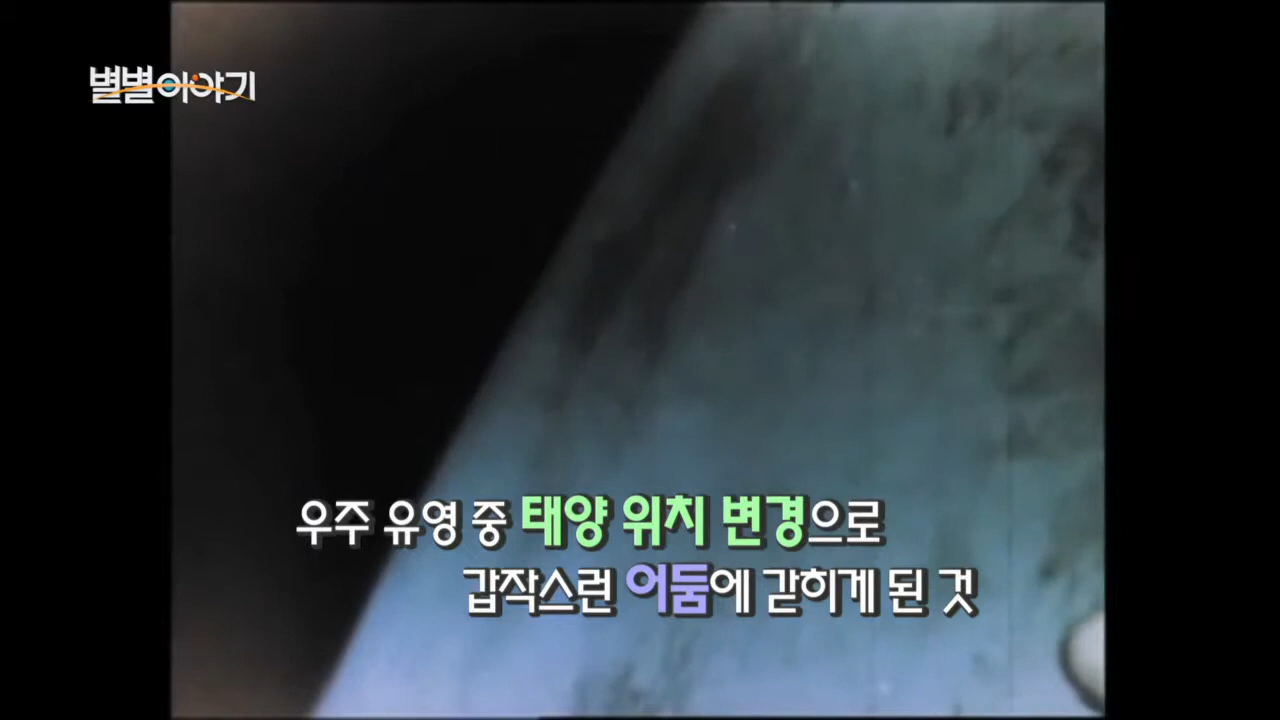 별별이야기
우주 유영 중 태양 위치 변경으로
갑작스런 어둠에 갇히게 된 것